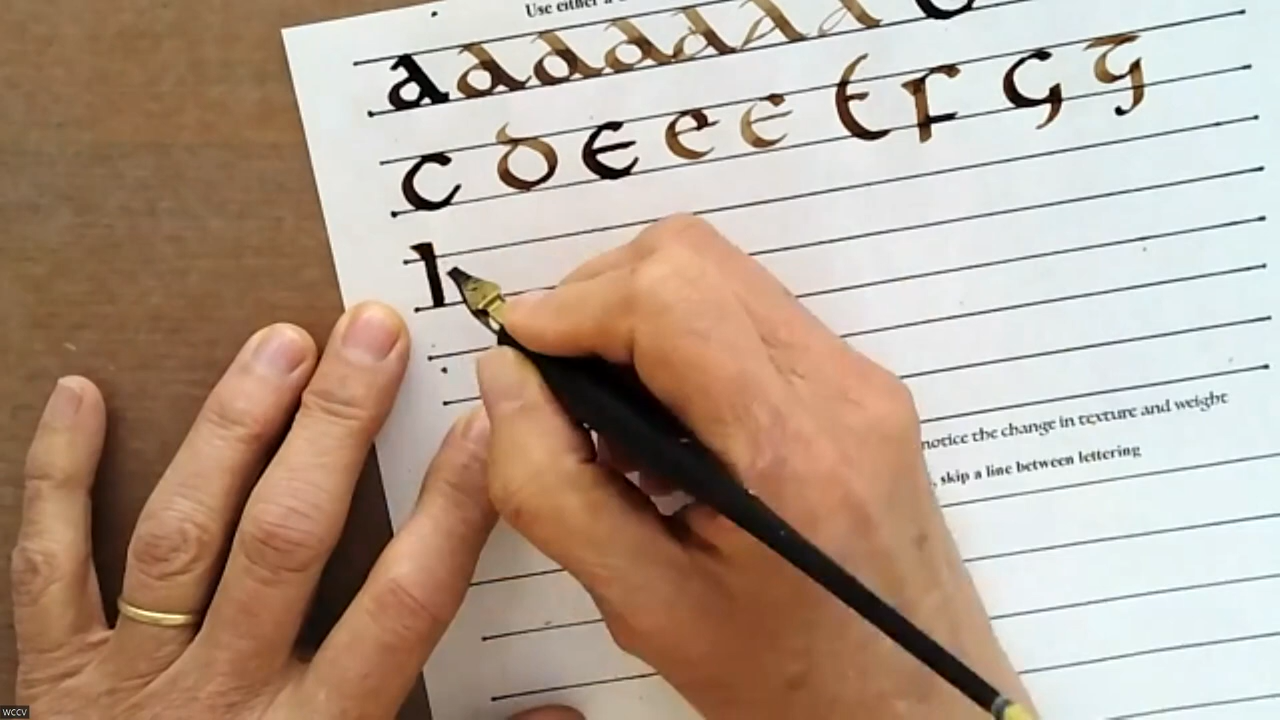 Use either a
a a a a a a a
c d e e e e r g g
l
notice the change in texture and weight
, skip a line between lettering
WCCV